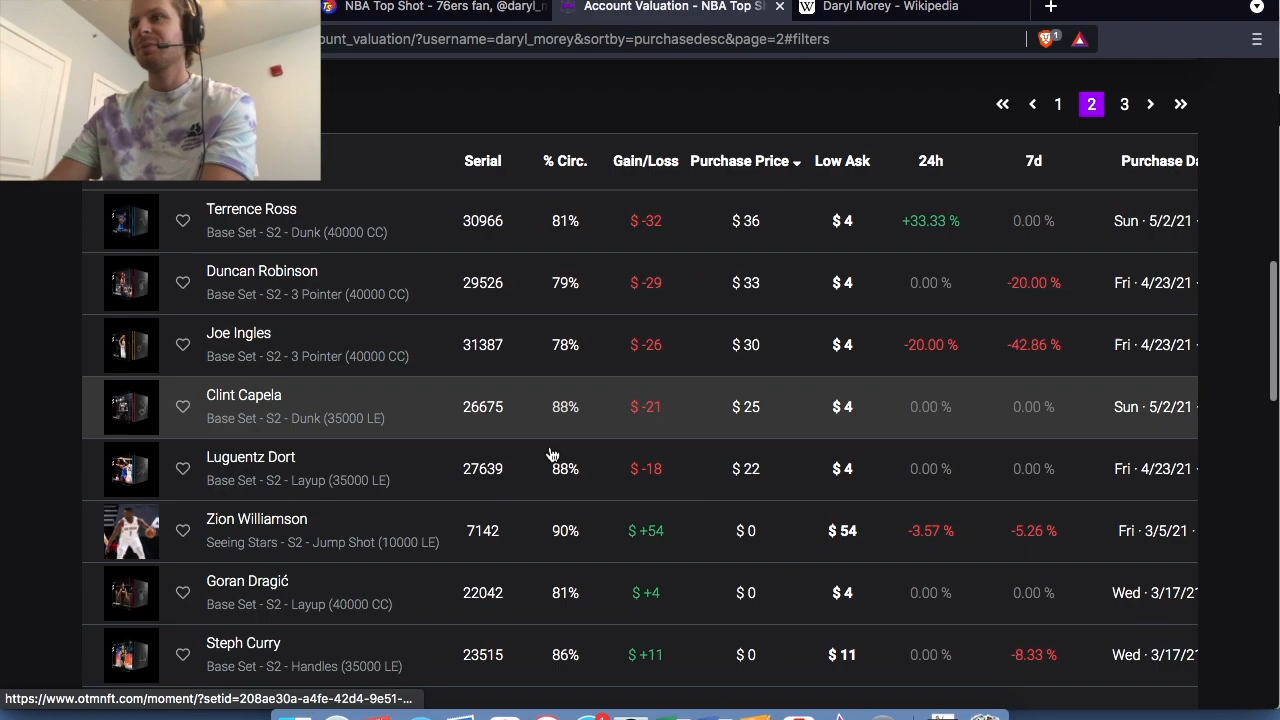 NBA Top Shot - 76ers fan, @daryl_m
Account Valuation - NBA Top S
Daryl Morey - Wikipedia
ount_valuation/?username=daryl_morey&sortby=purchasedesc&page=2#filters
1
1 2 3
Serial % Circ. Gain/Loss Purchase Price Low Ask 24h 7d Purchase Da
Terrence Ross
Base Set - S2 - Dunk (40000 CC)
30966 81% $ -32 $ 36 $ 4 +33.33 % 0.00 % Sun · 5/2/21 ·
Duncan Robinson
Base Set - S2 - 3 Pointer (40000 CC)
29526 79% $ -29 $ 33 $ 4 0.00 % -20.00 % Fri · 4/23/21 ·
Joe Ingles
Base Set - S2 - 3 Pointer (40000 CC)
31387 78% $ -26 $ 30 $ 4 -20.00 % -42.86 % Fri · 4/23/21 ·
Clint Capela
Base Set - S2 - Dunk (35000 LE)
26675 88% $ -21 $ 25 $ 4 0.00 % 0.00 % Sun · 5/2/21 ·
Luguentz Dort
Base Set - S2 - Layup (35000 LE)
27639 88% $ -18 $ 22 $ 4 0.00 % 0.00 % Fri · 4/23/21 ·
Zion Williamson
Seeing Stars - S2 - Jump Shot (10000 LE)
7142 90% $ +54 $ 0 $ 54 -3.57 % -5.26 % Fri · 3/5/21 ·
Goran Dragić
Base Set - S2 - Layup (40000 CC)
22042 81% $ +4 $ 0 $ 4 0.00 % 0.00 % Wed · 3/17/21
Steph Curry
Base Set - S2 - Handles (35000 LE)
23515 86% $ +11 $ 0 $ 11 0.00 % -8.33 % Wed · 3/17/21
https://www.otmnft.com/moment/?setid=208ae30a-a4fe-42d4-9e51-...